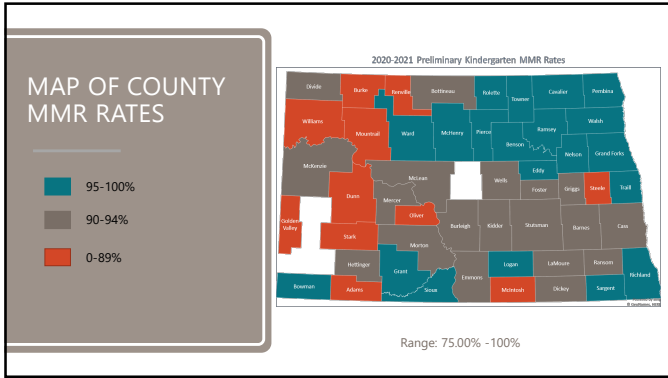 MAP OF COUNTY
MMR RATES
95-100%
90-94%
0-89%
2020-2021 Preliminary Kindergarten MMR Rates
Divide
Burke
Renville
Bottineau
Rolette
Towner
Cavalier
Pembina
Williams
Mountrail
Ward
McHenry
Pierce
Benson
Ramsey
Walsh
Nelson
Grand Forks
McKenzie
McLean
Eddy
Wells
Foster
Griggs
Steele
Traill
Dunn
Mercer
Oliver
Golden
Valley
Stark
Morton
Burleigh
Kidder
Stutsman
Barnes
Cass
Hettinger
Grant
Sioux
Emmons
Logan
LaMoure
Ransom
Richland
Bowman
Adams
McIntosh
Dickey
Sargent
© GeoNames, HERE
Range: 75.00% -100%